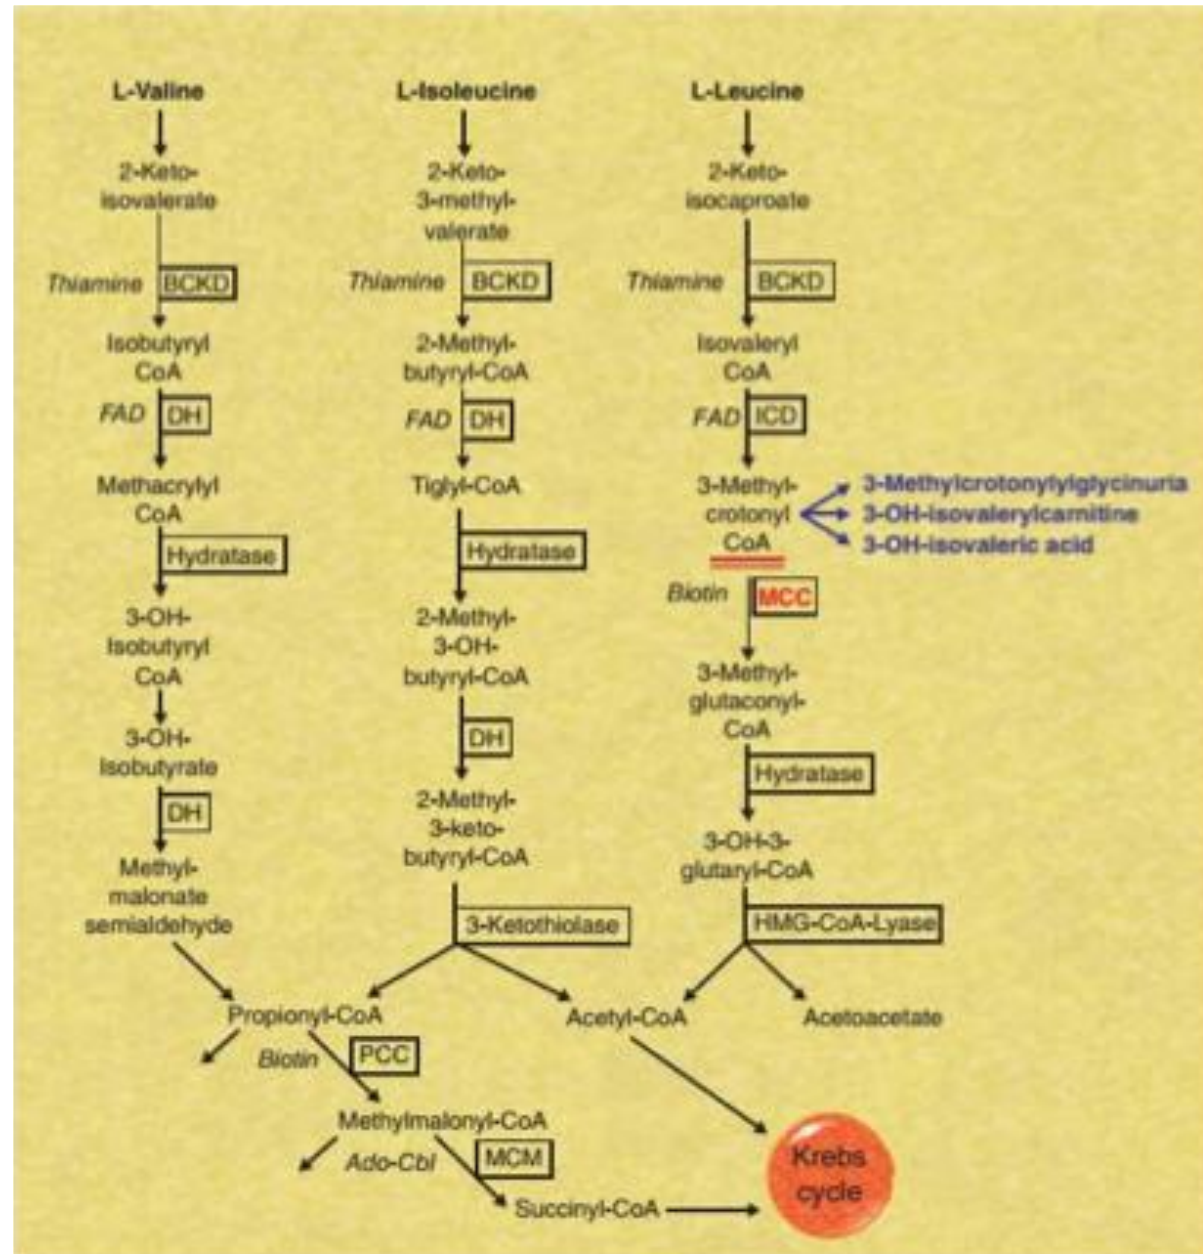 L-Valine
2-Keto-
isovalerate
Thiamine
BCKD
Isobutyryl
CoA
FAD
DH
Methacrylyl
CoA
Hydratase
3-OH-
Isobutyryl
CoA
3-OH-
Isobutyrate
DH
Methyl-
malonate
semialdehyde
L-Isoleucine
2-Keto-
3-methyl-
valerate
Thiamine
BCKD
2-Methyl-
butyryl-CoA
FAD
DH
Tiglyl-CoA
Hydratase
2-Methyl-
3-OH-
butyryl-CoA
DH
2-Methyl-
3-keto-
butyryl-CoA
3-Ketothiolase
L-Leucine
2-Keto-
isocaproate
Thiamine
BCKD
Isovaleryl
CoA
FAD
ICD
3-Methyl-
crotonyl
CoA
3-Methylcrotonylylglycinuria
3-OH-isovalerylcarnitine
3-OH-isovaleric acid
Biotin
MCC
3-Methyl-
glutaconyl-
CoA
Hydratase
3-OH-3-
glutaryl-CoA
HMG-CoA-Lyase
Propionyl-CoA
Acetyl-CoA
Acetoacetate
Biotin
PCC
Methylmalonyl-CoA
Ado-Cbl
MCM
Succinyl-CoA
Krebs
cycle